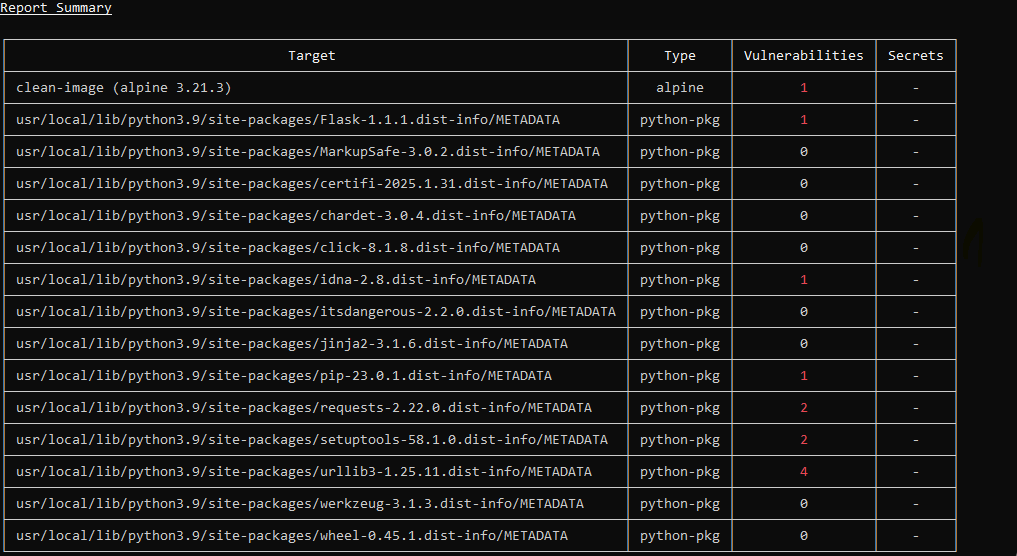 Report Summary
Target Type Vulnerabilities Secrets
clean-image (alpine 3.21.3) alpine 1 -
usr/local/lib/python3.9/site-packages/Flask-1.1.1.dist-info/METADATA python-pkg 1 -
usr/local/lib/python3.9/site-packages/MarkupSafe-3.0.2.dist-info/METADATA python-pkg 0 -
usr/local/lib/python3.9/site-packages/certifi-2025.1.31.dist-info/METADATA python-pkg 0 -
usr/local/lib/python3.9/site-packages/chardet-3.0.4.dist-info/METADATA python-pkg 0 -
usr/local/lib/python3.9/site-packages/click-8.1.8.dist-info/METADATA python-pkg 0 -
usr/local/lib/python3.9/site-packages/idna-2.8.dist-info/METADATA python-pkg 1 -
usr/local/lib/python3.9/site-packages/itsdangerous-2.2.0.dist-info/METADATA python-pkg 0 -
usr/local/lib/python3.9/site-packages/jinja2-3.1.6.dist-info/METADATA python-pkg 0 -
usr/local/lib/python3.9/site-packages/pip-23.0.1.dist-info/METADATA python-pkg 1 -
usr/local/lib/python3.9/site-packages/requests-2.22.0.dist-info/METADATA python-pkg 2 -
usr/local/lib/python3.9/site-packages/setuptools-58.1.0.dist-info/METADATA python-pkg 2 -
usr/local/lib/python3.9/site-packages/urllib3-1.25.11.dist-info/METADATA python-pkg 4 -
usr/local/lib/python3.9/site-packages/werkzeug-3.1.3.dist-info/METADATA python-pkg 0 -
usr/local/lib/python3.9/site-packages/wheel-0.45.1.dist-info/METADATA python-pkg 0 -